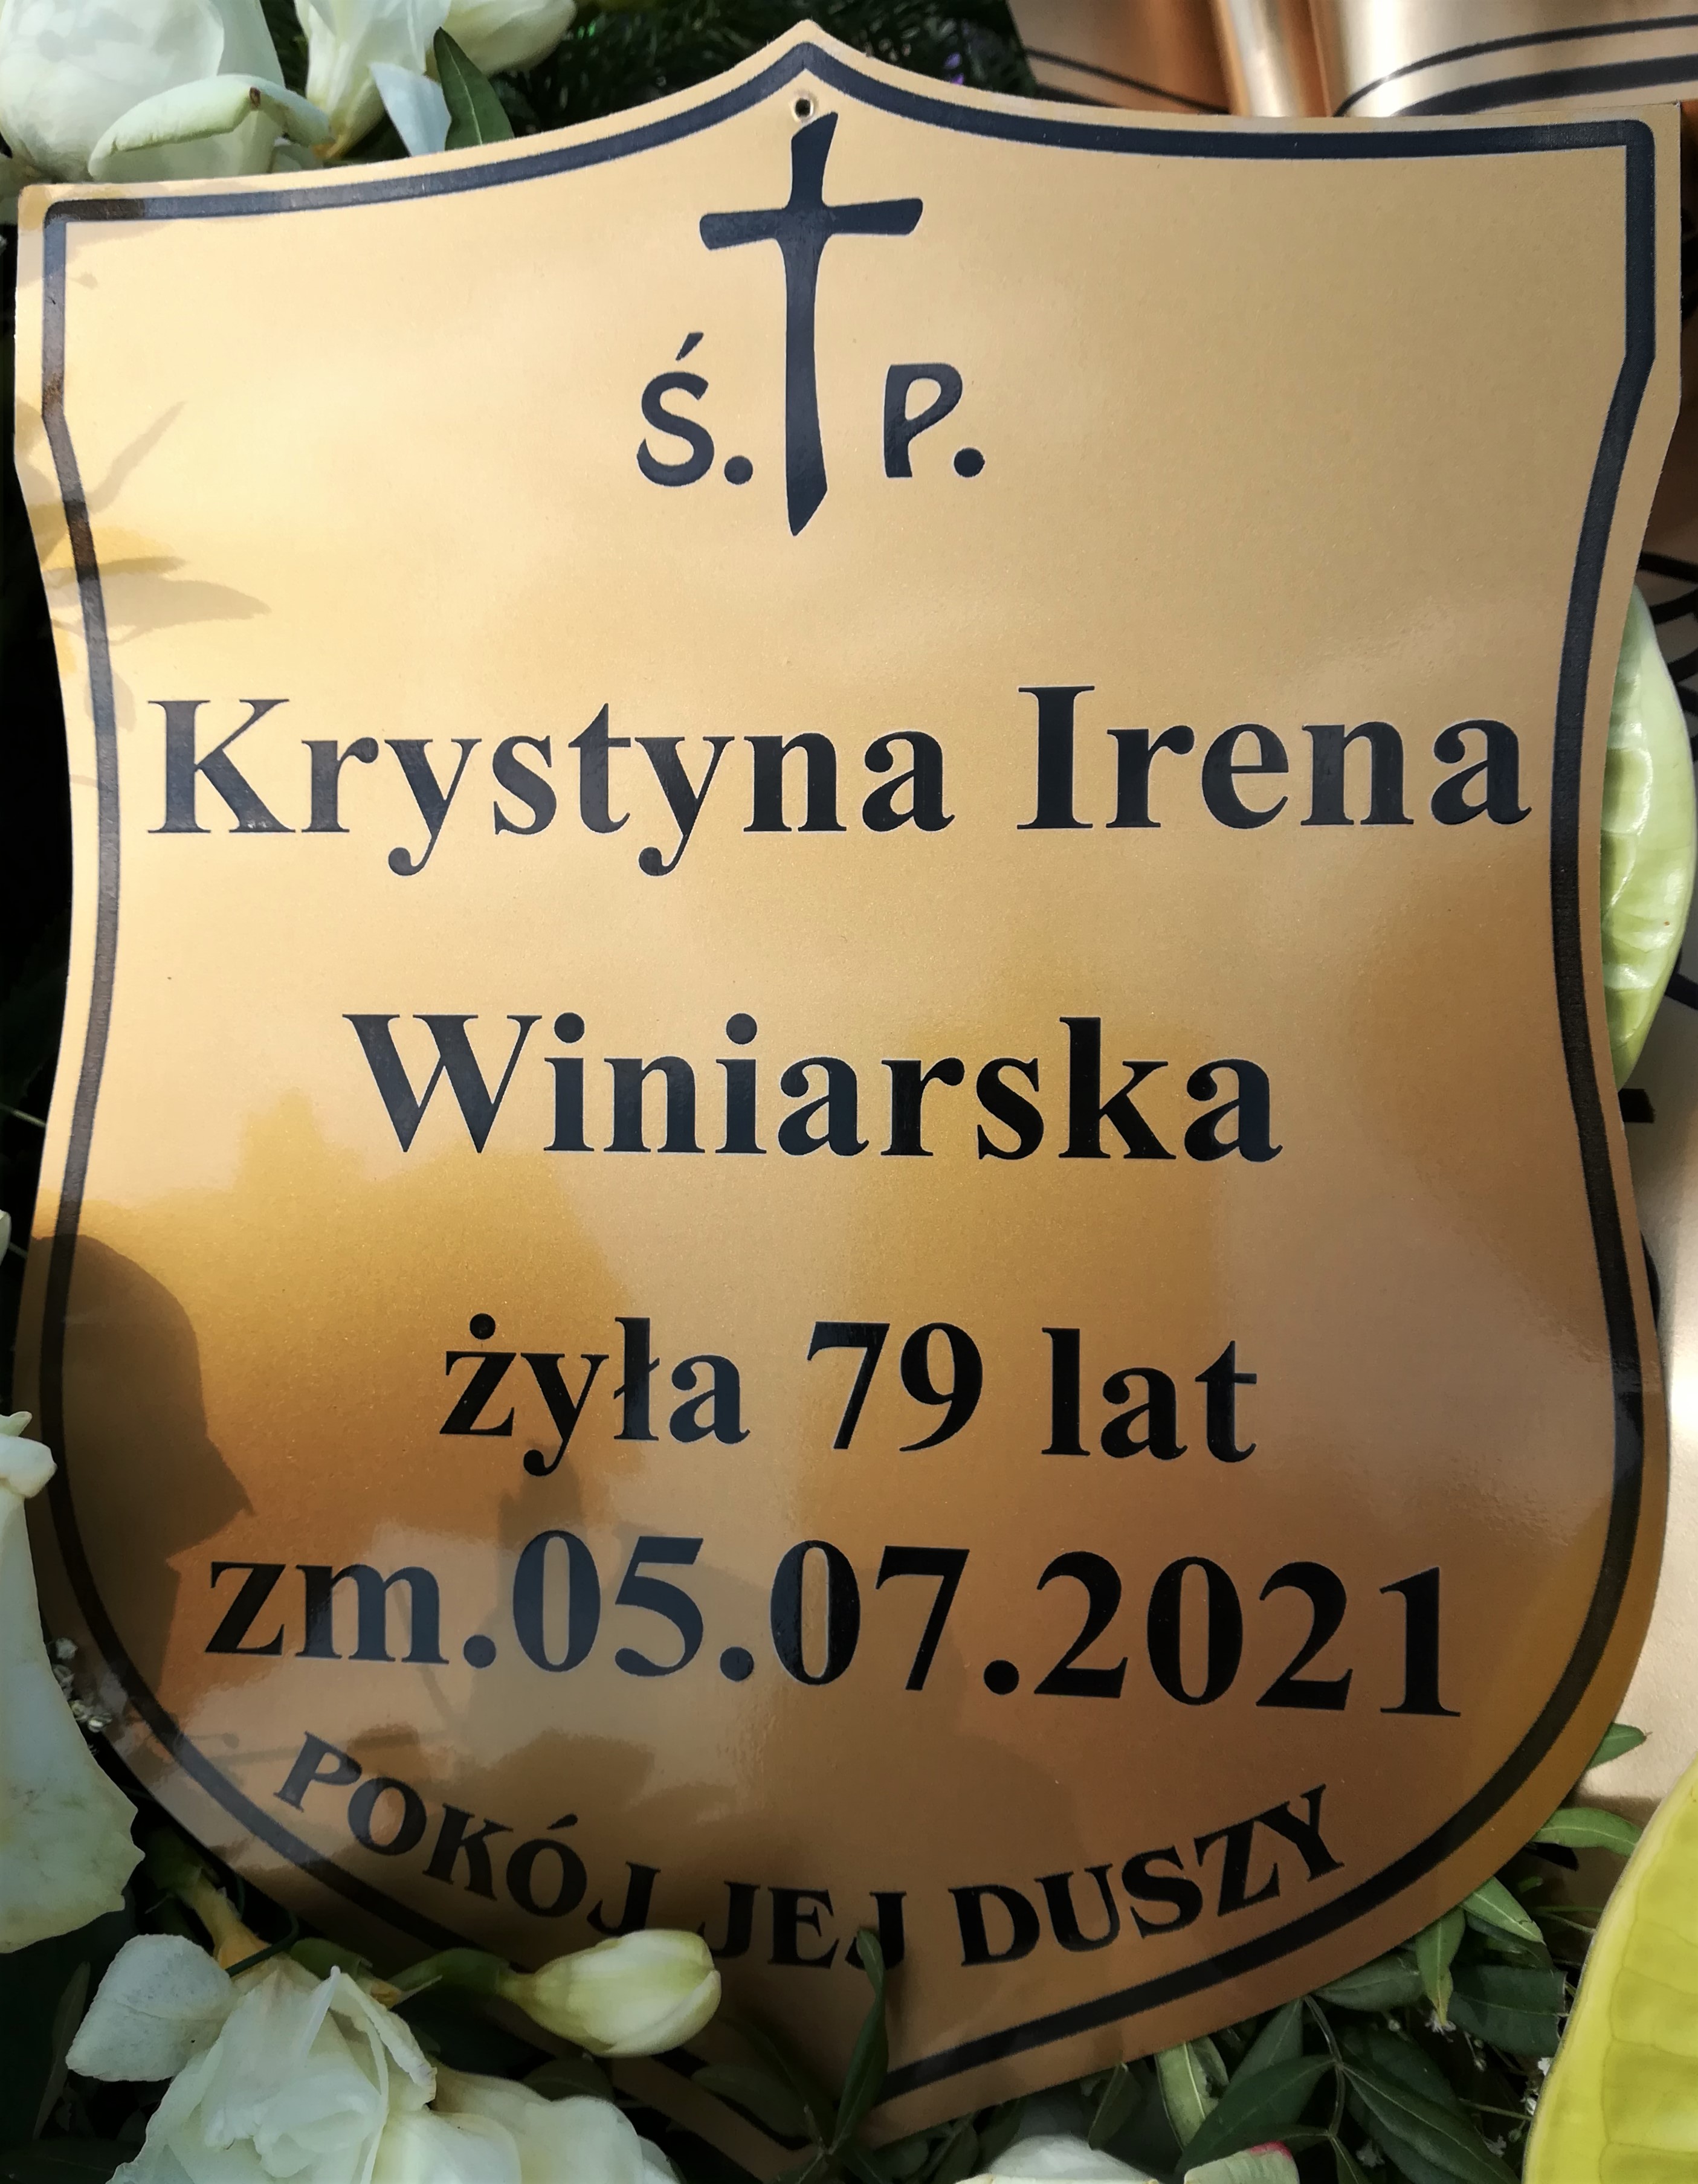 Ś. P.
Krystyna Irena
Winiarska
żyła 79 lat
zm.05.07.2021
POKÓJ JEJ DUSZY